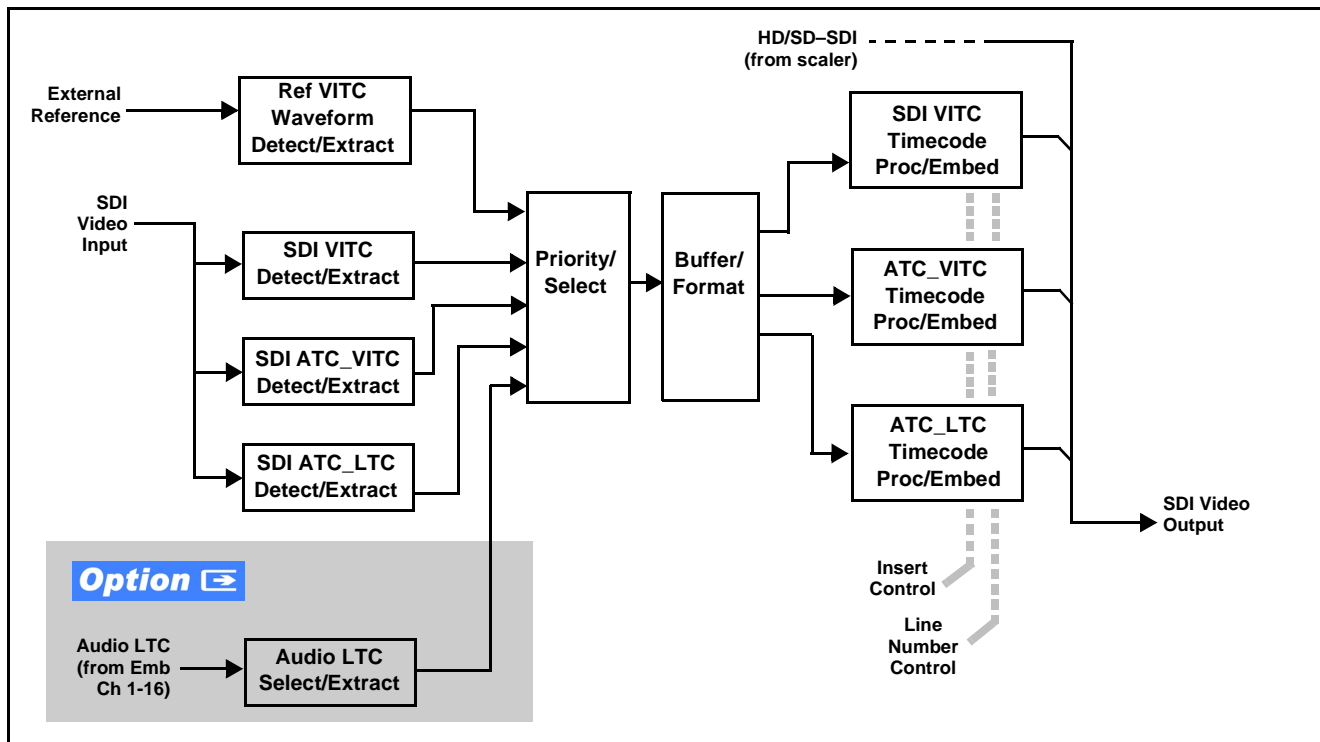 HD/SD–SDI
(from scaler)
External
Reference
Ref VITC
Waveform
Detect/Extract
SDI VITC
Timecode
Proc/Embed
SDI
Video
Input
SDI VITC
Detect/Extract
Priority/
Select
Buffer/
Format
ATC_VITC
Timecode
Proc/Embed
SDI ATC_VITC
Detect/Extract
ATC_LTC
Timecode
Proc/Embed
SDI ATC_LTC
Detect/Extract
SDI Video
Output
Option
Insert
Control
Line
Number
Control
Audio LTC
(from Emb
Ch 1-16)
Audio LTC
Select/Extract